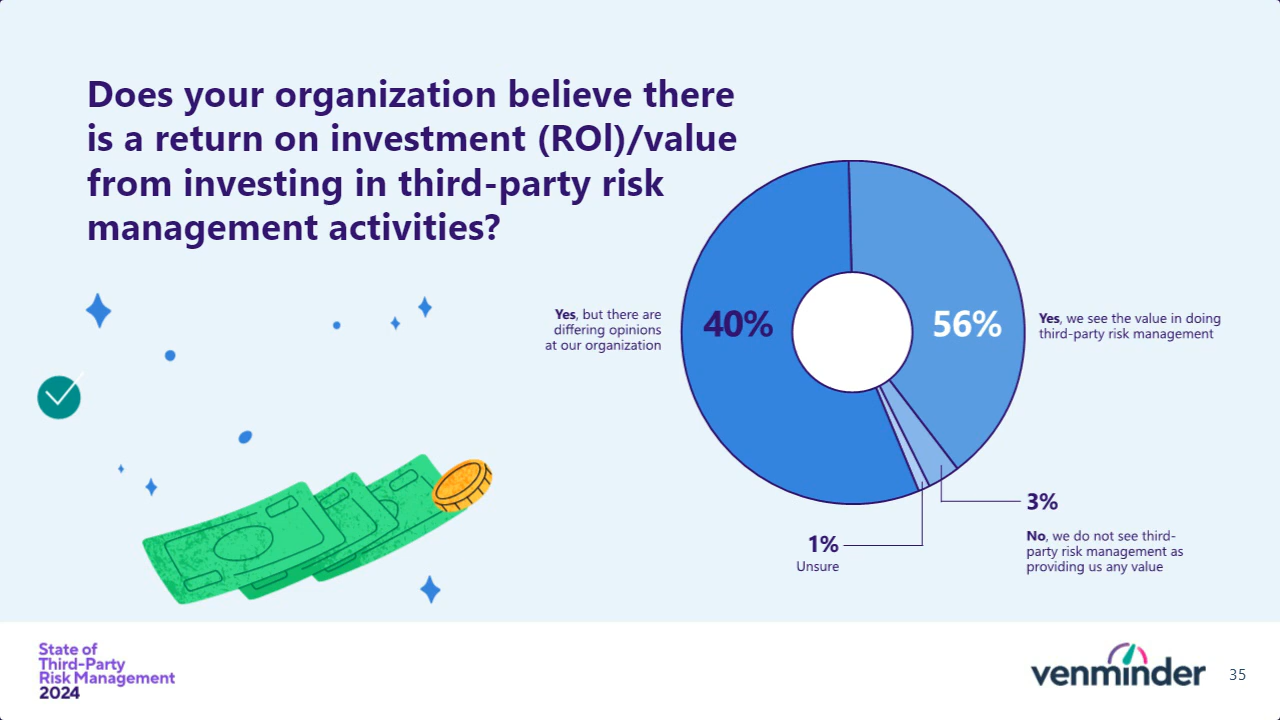 Does your organization believe there
is a return on investment (ROl)/value
from investing in third-party risk
management activities?
Yes, but there are
differing opinions
at our organization
40%
56%
Yes, we see the value in doing
third-party risk management
3%
No, we do not see third-
party risk management as
providing us any value
1%
Unsure
State of
Third-Party
Risk Management
2024
venminder
35